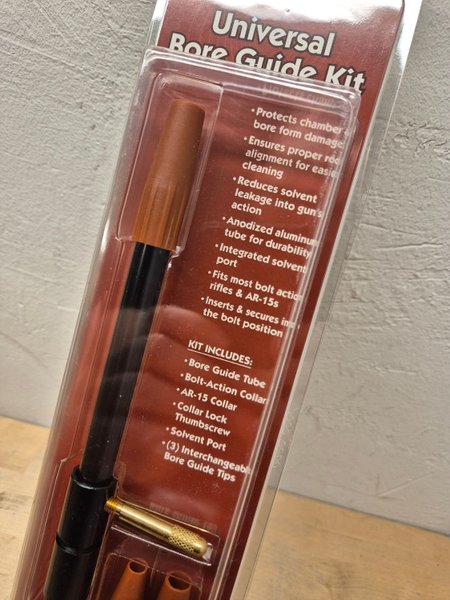 Universal
Bore Guide Kit
• Protects chamber
bore form damage
• Ensures proper rod
alignment for easier
cleaning
• Reduces solvent
leakage into gun's
action
• Anodized aluminum
tube for durability
• Integrated solvent
port
• Fits most bolt action
rifles & AR-15s
• Inserts & secures into
the bolt position
KIT INCLUDES:
• Bore Guide Tube
• Bolt-Action Collar
• AR-15 Collar
• Collar Lock
Thumbscrew
• Solvent Port
• (3) Interchangeable
Bore Guide Tips